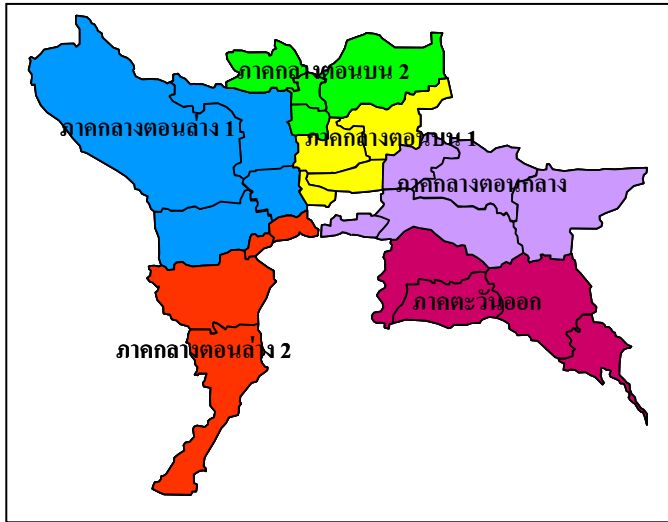 ภาคกลางตอนบน 2
ภาคกลางตอนล่าง 1
ภาคกลางตอนบน 1
ภาคกลางตอนกลาง
ภาคตะวันออก
ภาคกลางตอนล่าง 2